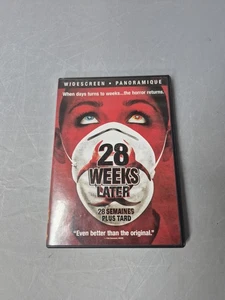 WIDESCREEN • PANORAMIQUE
When days turns to weeks...the horror returns.
28
WEEKS
LATER
28 SEMAINES
PLUS TARD
"Even better than the original."